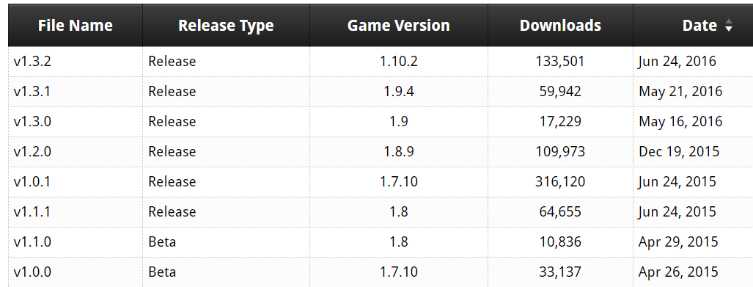 File Name Release Type Game Version Downloads Date
v1.3.2 Release 1.10.2 133,501 Jun 24, 2016
v1.3.1 Release 1.9.4 59,942 May 21, 2016
v1.3.0 Release 1.9 17,229 May 16, 2016
v1.2.0 Release 1.8.9 109,973 Dec 19, 2015
v1.0.1 Release 1.7.10 316,120 Jun 24, 2015
v1.1.1 Release 1.8 64,655 Jun 24, 2015
v1.1.0 Beta 1.8 10,836 Apr 29, 2015
v1.0.0 Beta 1.7.10 33,137 Apr 26, 2015